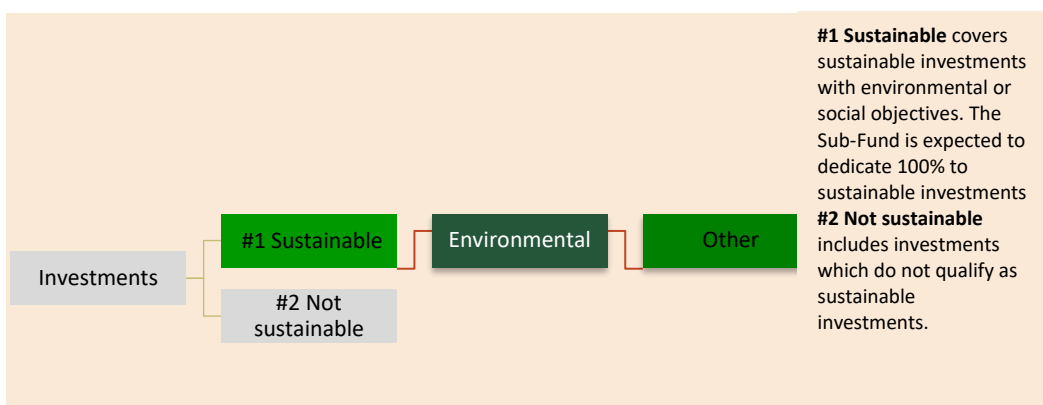 Investments
#1 Sustainable
#2 Not
sustainable
Environmental
Other
#1 Sustainable covers
sustainable investments
with environmental or
social objectives. The
Sub-Fund is expected to
dedicate 100% to
sustainable investments
#2 Not sustainable
includes investments
which do not qualify as
sustainable
investments.